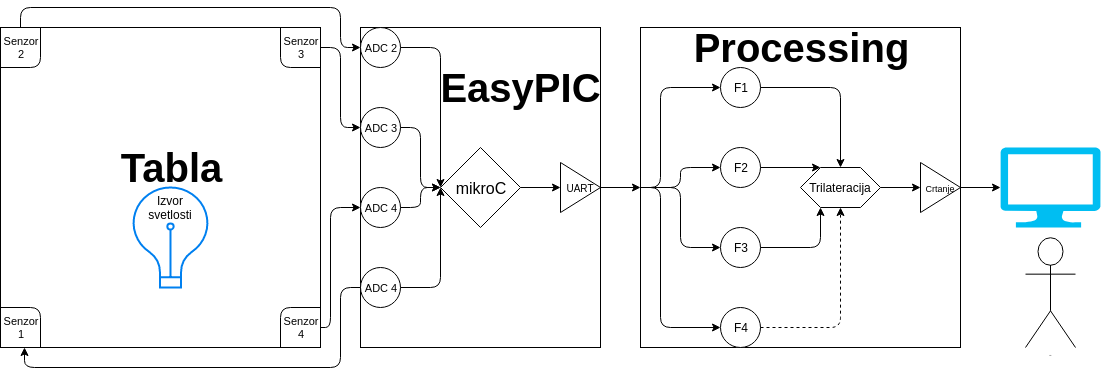 Senzor
2
Senzor
3
Tabla
Izvor
svetlosti
Senzor
1
Senzor
4
ADC 2
ADC 3
ADC 4
ADC 4
EasyPIC
mikroC
UART
Processing
F1
F2
F3
F4
Trilateracija
Crtanje